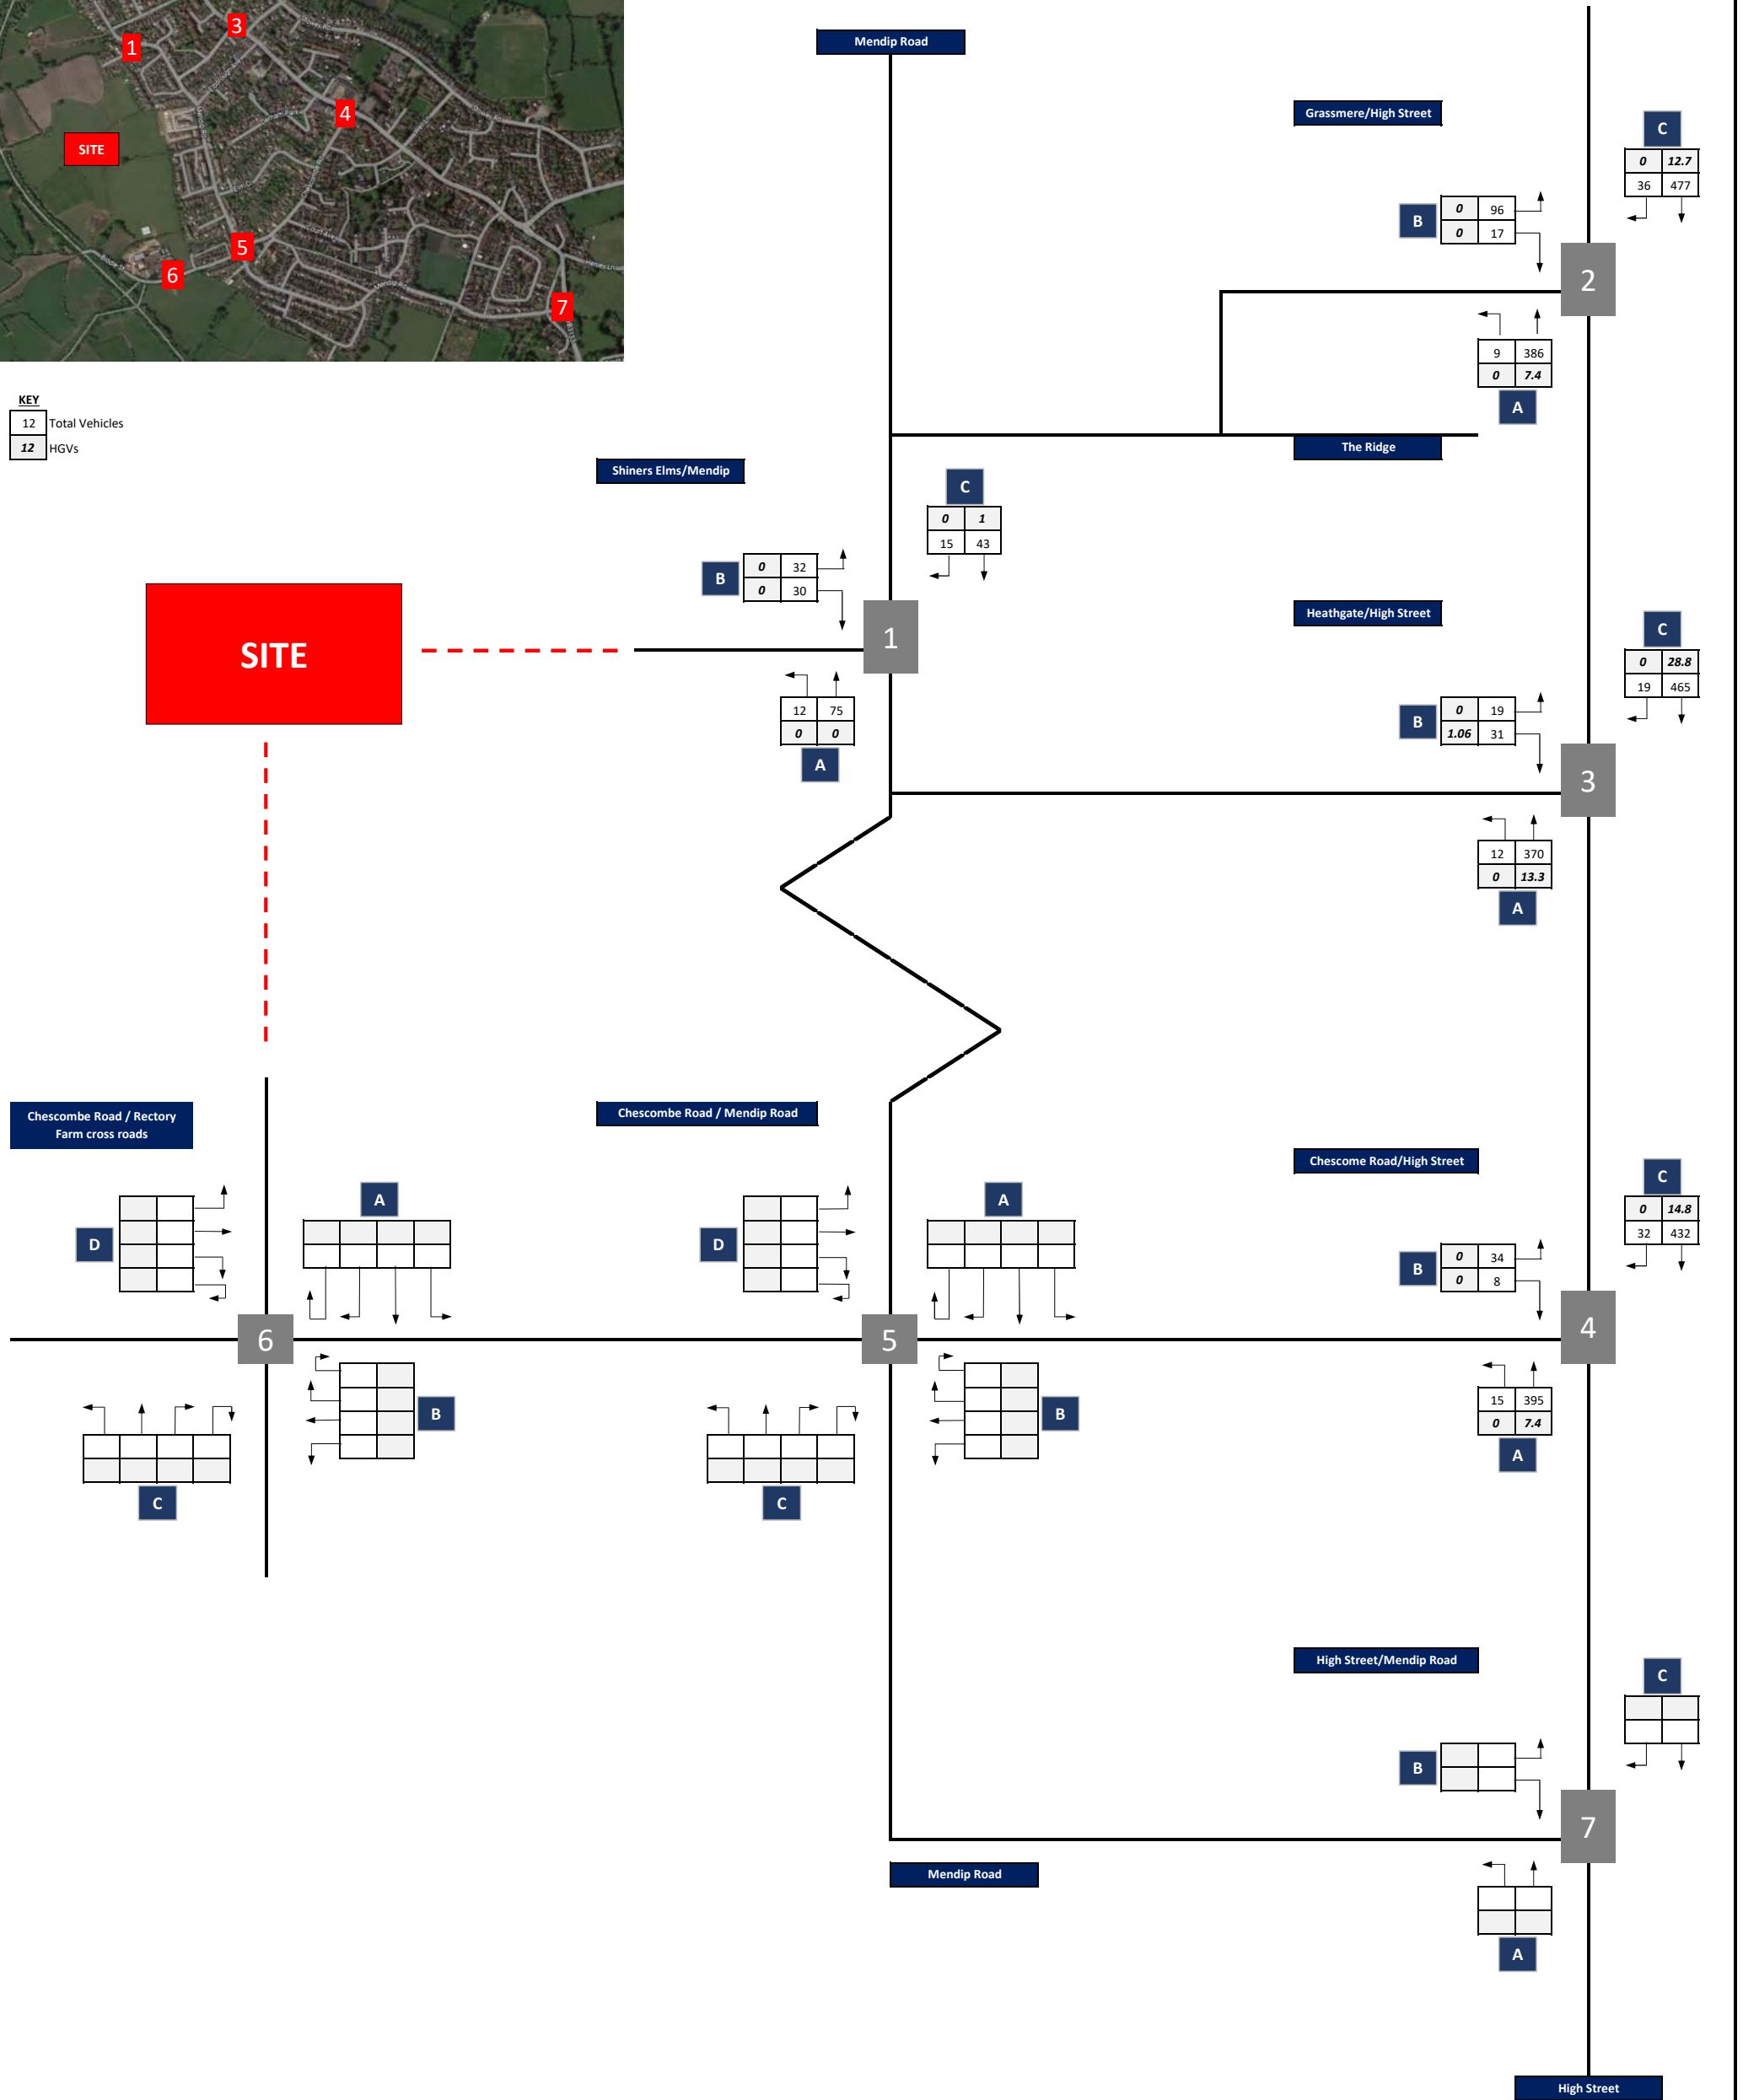 3
1
4
SITE
5
6
7
Mendip Road
Grassmere/High Street
C
0 12.7
36 477
B
0 96
0 17
2
9 386
0 7.4
A
KEY
12 Total Vehicles
12 HGVs
The Ridge
Shiners Elms/Mendip
C
0 1
15 43
B
0 32
0 30
1
SITE
12 75
0 0
A
Heathgate/High Street
C
0 28.8
19 465
B
0 19
1.06 31
3
12 370
0 13.3
A
Chescombe Road / Rectory
Farm cross roads
Chescombe Road / Mendip Road
Chescome Road/High Street
C
0 14.8
32 432
A
D
A
D
B
0 34
0 8
6
5
4
B
B
15 395
0 7.4
A
C
C
High Street/Mendip Road
C
B
7
Mendip Road
A
High Street